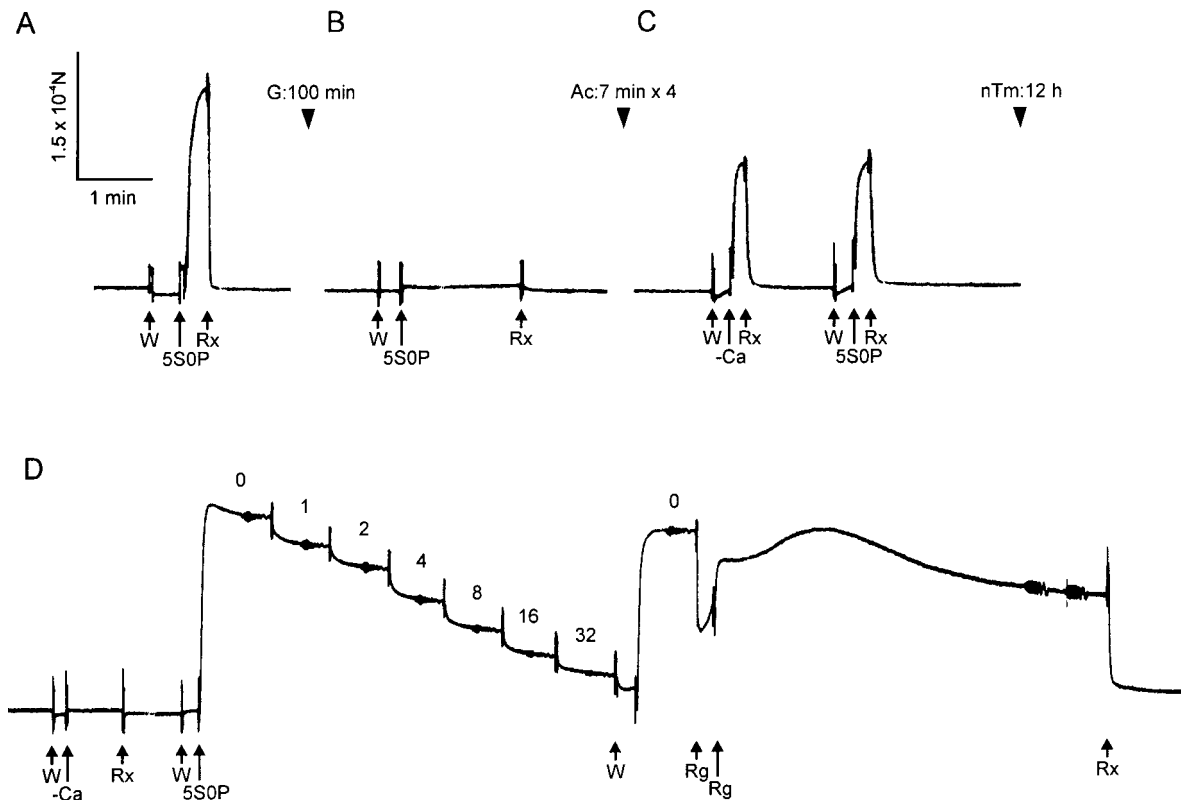 A
B
C
1.5 x 10⁻⁴N
1 min
G:100 min
Ac:7 min x 4
nTm:12 h
W
5S0P
Rx
W
5S0P
Rx
W
-Ca
Rx
W
5S0P
Rx
D
0
1
2
4
8
16
32
0
W
-Ca
Rx
W
5S0P
W
Rg
Rg
Rx